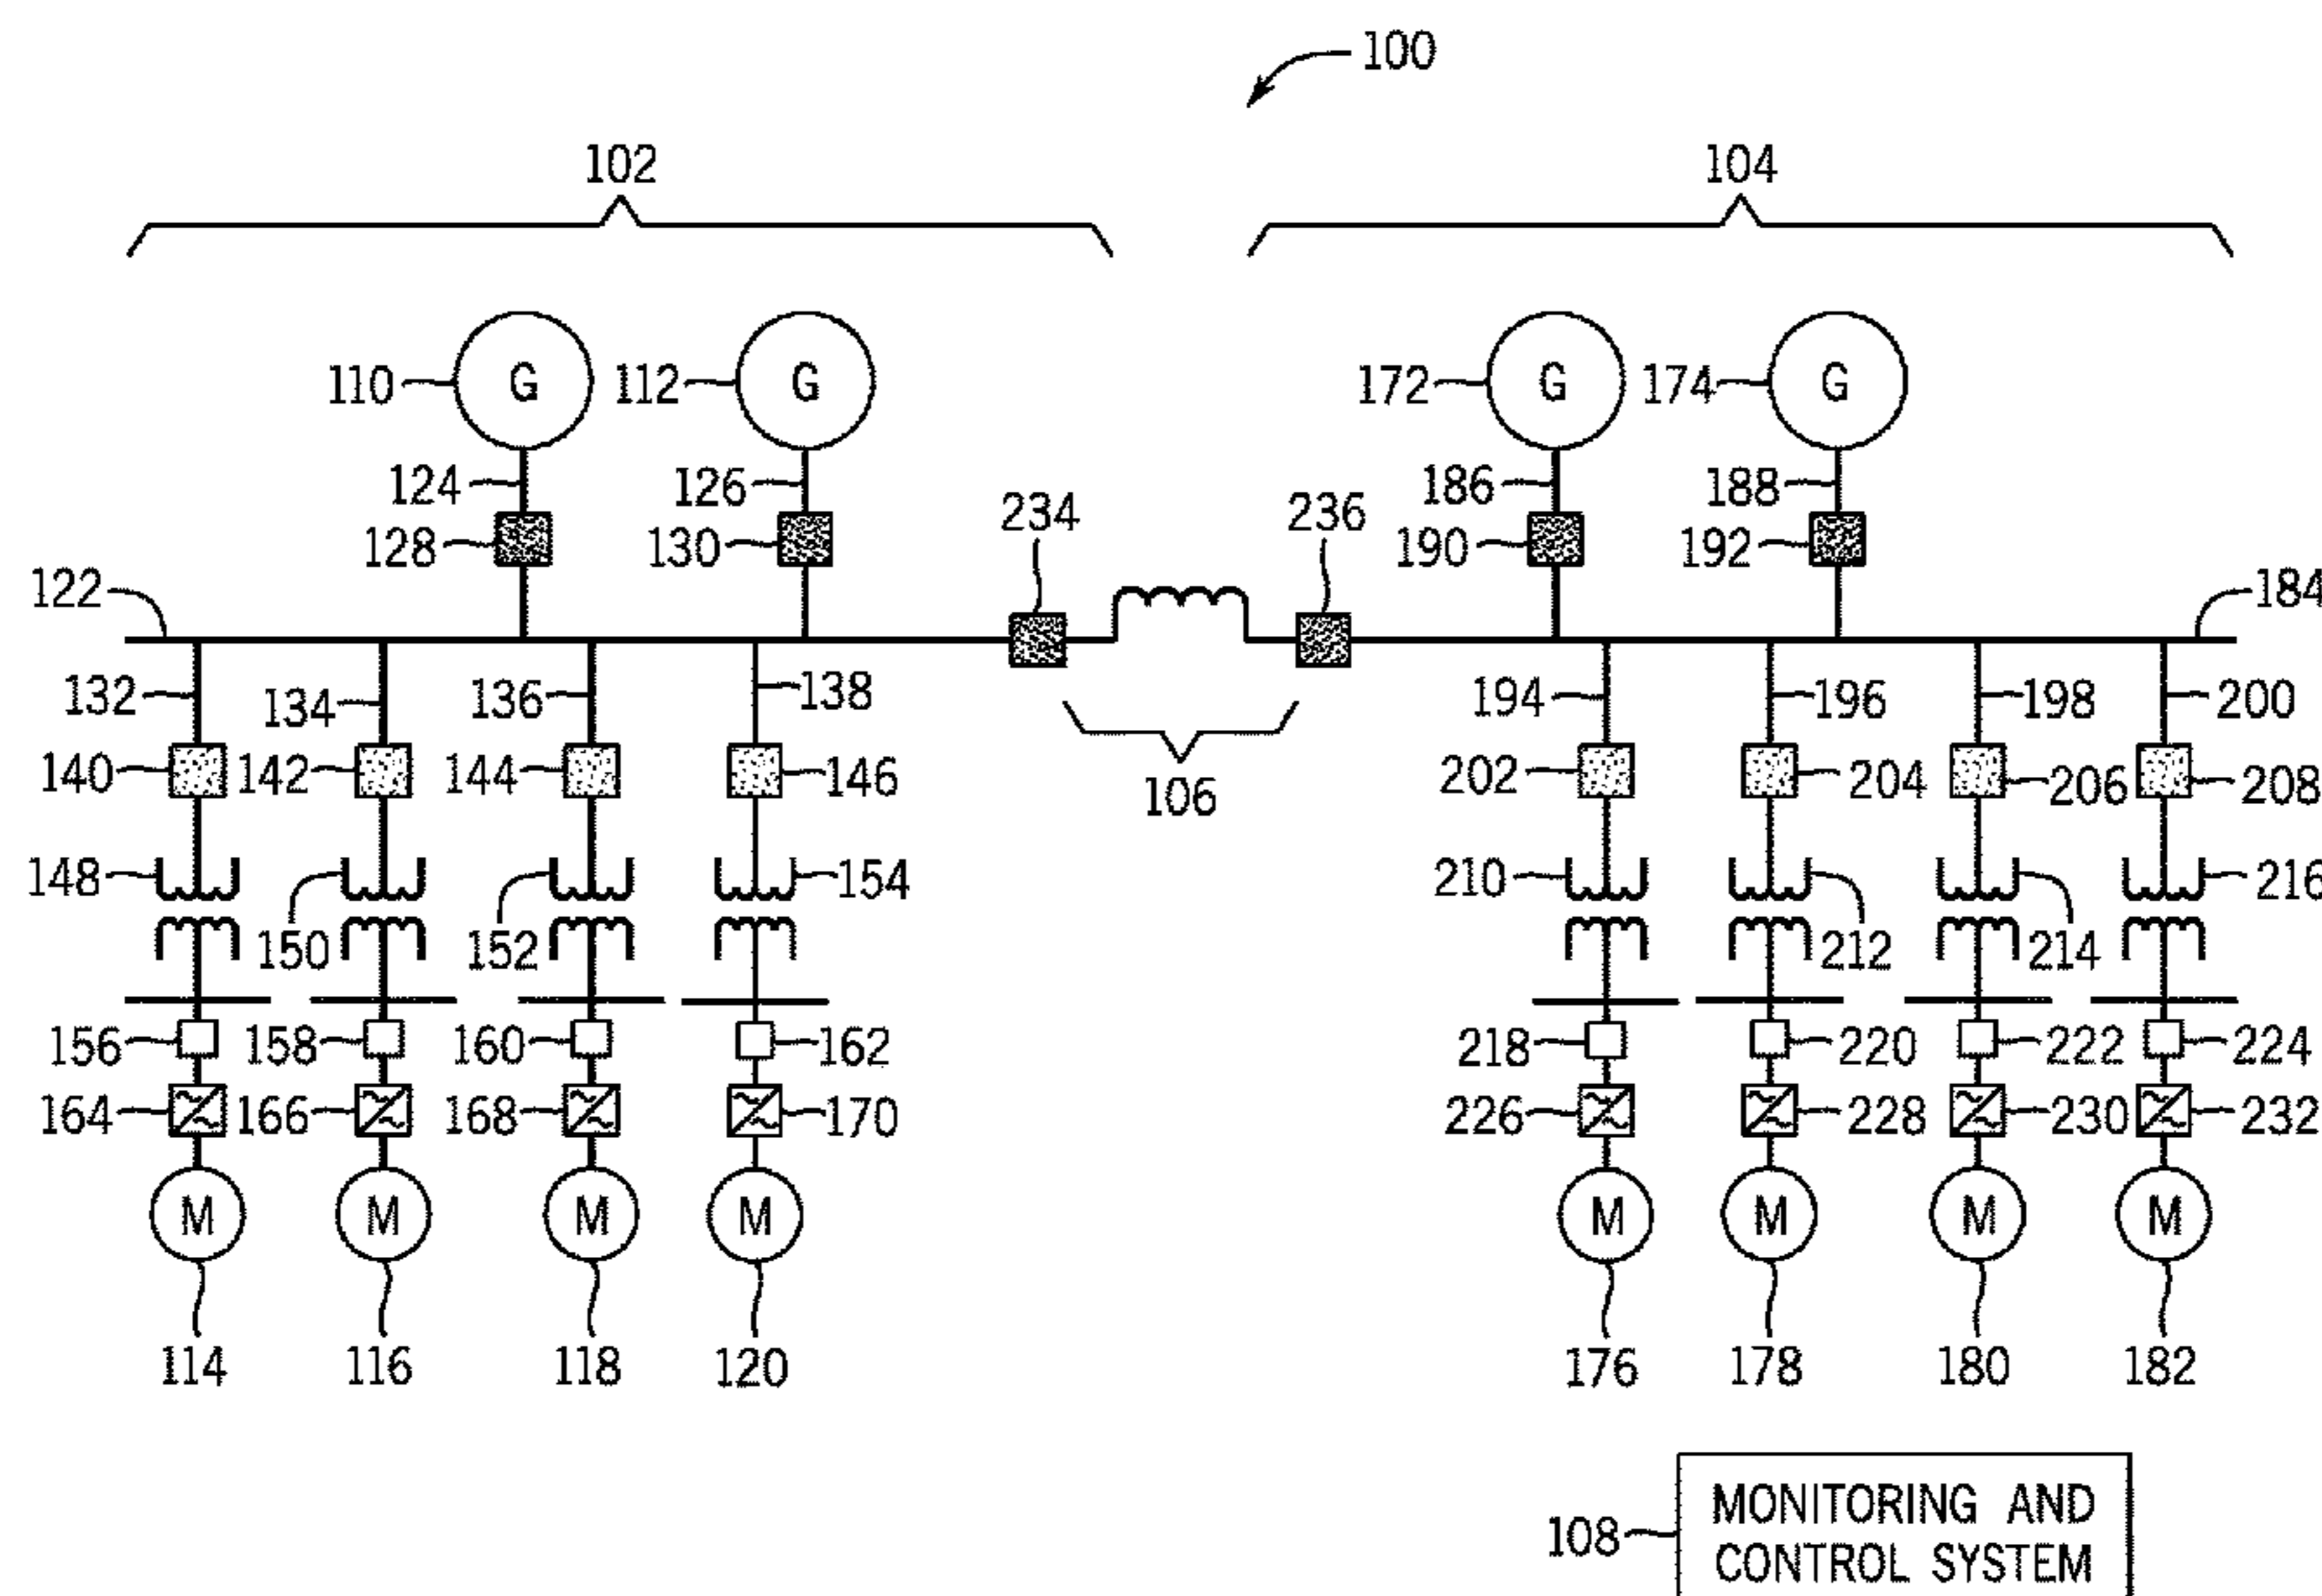 100
102 104
G G G G
110 112 172 174
124 126 186 188
234 236
128 130 190 192
122 184
132 134 136 138 194 196 198 200
140 142 144 146 106 202 204 206 208
148 154 210 216
150 152 212 214
156 158 160 162 218 220 222 224
164 166 168 170 226 228 230 232
M M M M M M M M
114 116 118 120 176 178 180 182
MONITORING AND
108 CONTROL SYSTEM